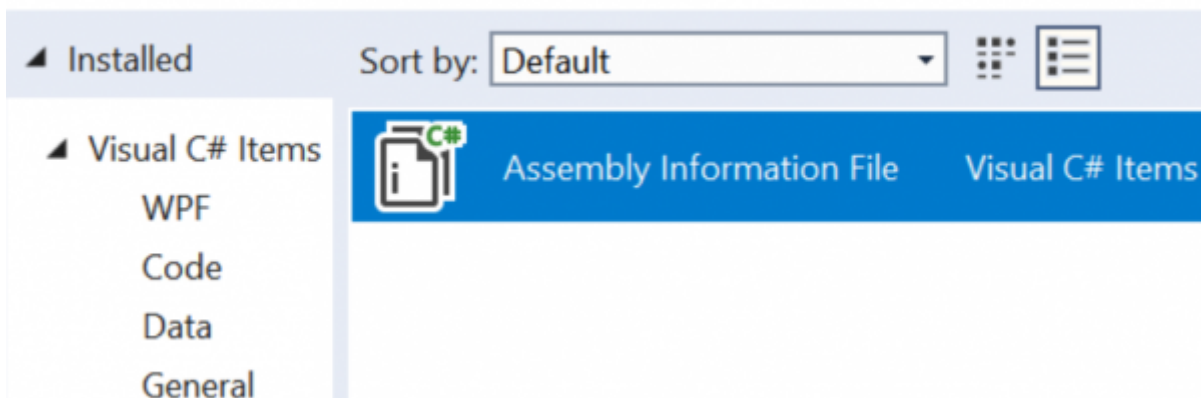 Installed
Sort by: Default
Visual C# Items
WPF
Code
Data
General
C#
i
Assembly Information File Visual C# Items